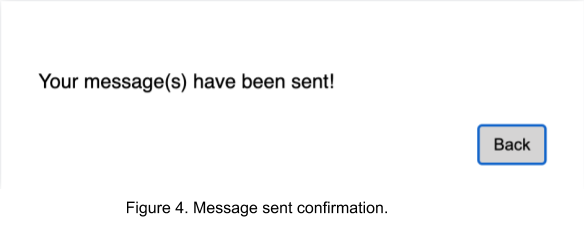 Your message(s) have been sent!
Back
Figure 4. Message sent confirmation.